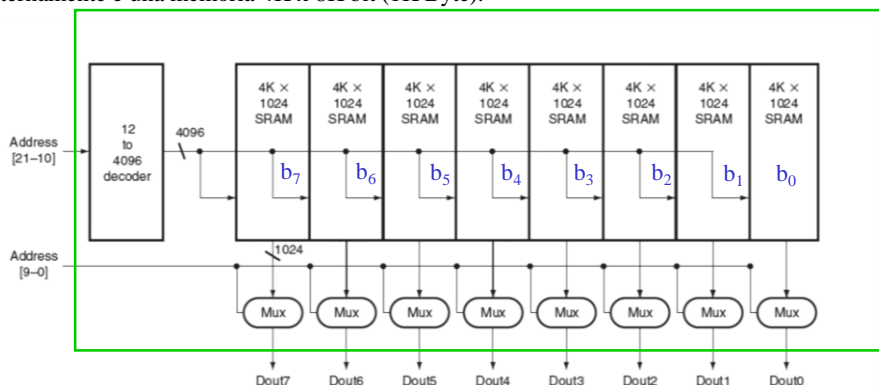 4K × 4K × 4K × 4K × 4K × 4K × 4K × 4K ×
1024 1024 1024 1024 1024 1024 1024 1024
SRAM SRAM SRAM SRAM SRAM SRAM SRAM SRAM
Address
[21–10]
12
to
4096
decoder
4096
b7 b6 b5 b4 b3 b2 b1 b0
1024
Address
[9–0]
Mux Mux Mux Mux Mux Mux Mux Mux
Dout7 Dout6 Dout5 Dout4 Dout3 Dout2 Dout1 Dout0